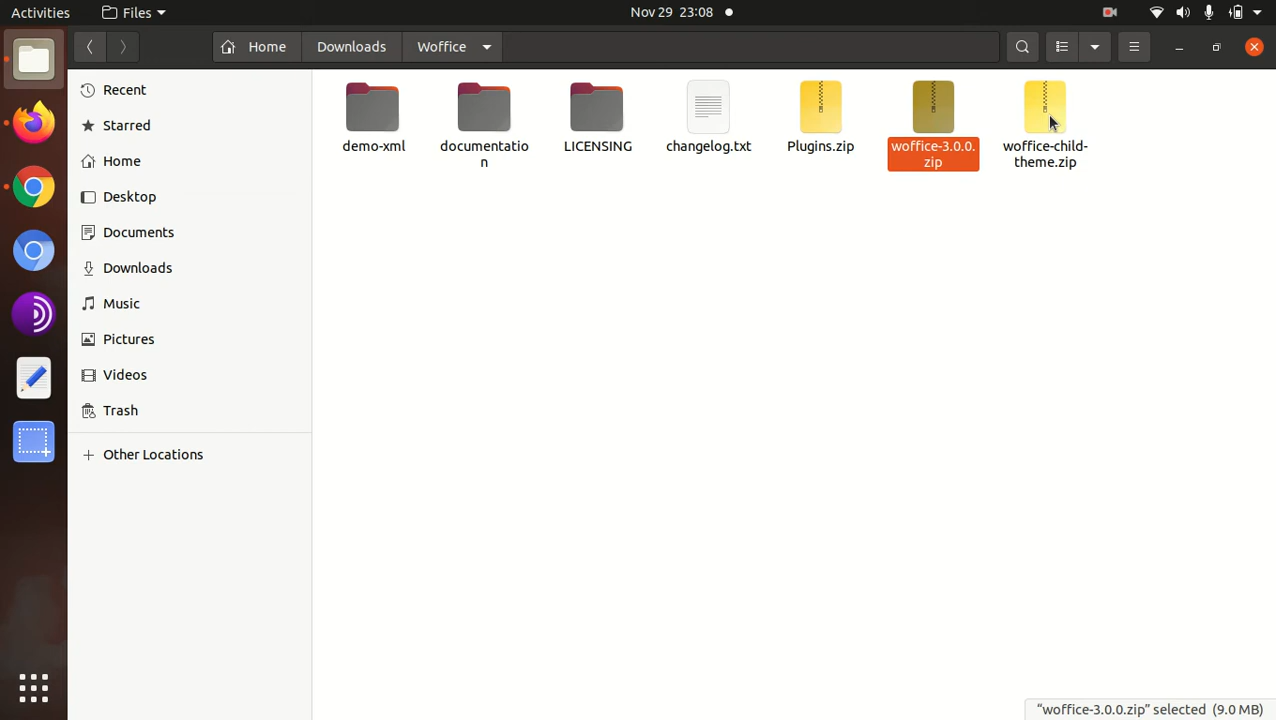 Activities
Files
Nov 29 23:08
Home
Downloads
Woffice
Recent
Starred
Home
Desktop
Documents
Downloads
Music
Pictures
Videos
Trash
Other Locations
demo-xml
documentatio
n
LICENSING
changelog.txt
Plugins.zip
woffice-3.0.0.
zip
woffice-child-
theme.zip
“woffice-3.0.0.zip” selected (9.0 MB)